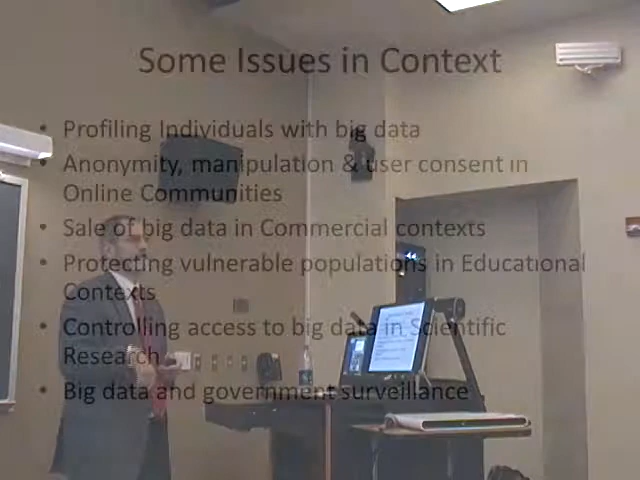 Some Issues in Context
• Profiling Individuals with big data
• Anonymity, manipulation & user consent in
Online Communities
• Sale of big data in Commercial contexts
• Protecting vulnerable populations in Educational
Contexts
• Controlling access to big data in Scientific
Research
• Big data and government surveillance